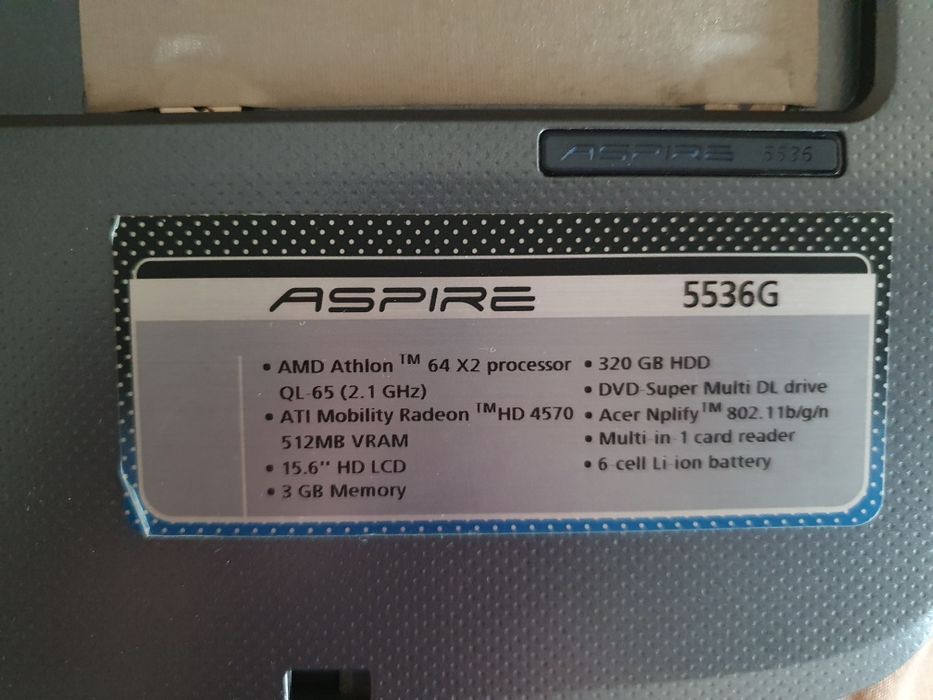 ASPIRE 5536
ASPIRE 5536G
• AMD Athlon ™ 64 X2 processor
QL-65 (2.1 GHz)
• ATI Mobility Radeon ™HD 4570
512MB VRAM
• 15.6" HD LCD
• 3 GB Memory
• 320 GB HDD
• DVD-Super Multi DL drive
• Acer Nplify™ 802.11b/g/n
• Multi-in-1 card reader
• 6-cell Li-ion battery